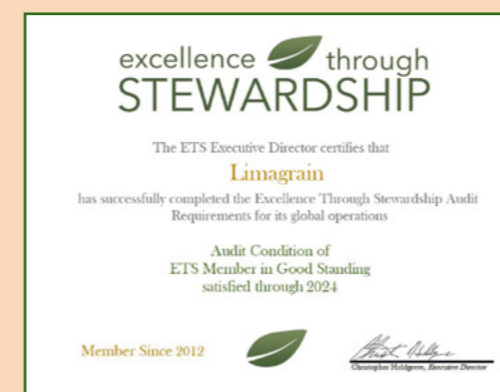 excellence through
STEWARDSHIP
The ETS Executive Director certifies that
Limagrain
has successfully completed the Excellence Through Stewardship Audit
Requirements for its global operations
Audit Condition of
ETS Member in Good Standing
satisfied through 2024
Member Since 2012
Christopher Holdgreve, Executive Director